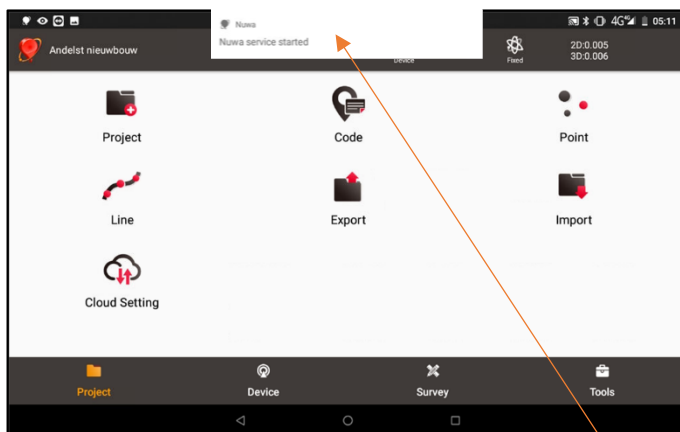 4G 05:11
Nuwa
Nuwa service started
Andelst nieuwbouw
Device
Fixed
2D:0.005
3D:0.006
Project
Code
Point
Line
Export
Import
Cloud Setting
Project
Device
Survey
Tools